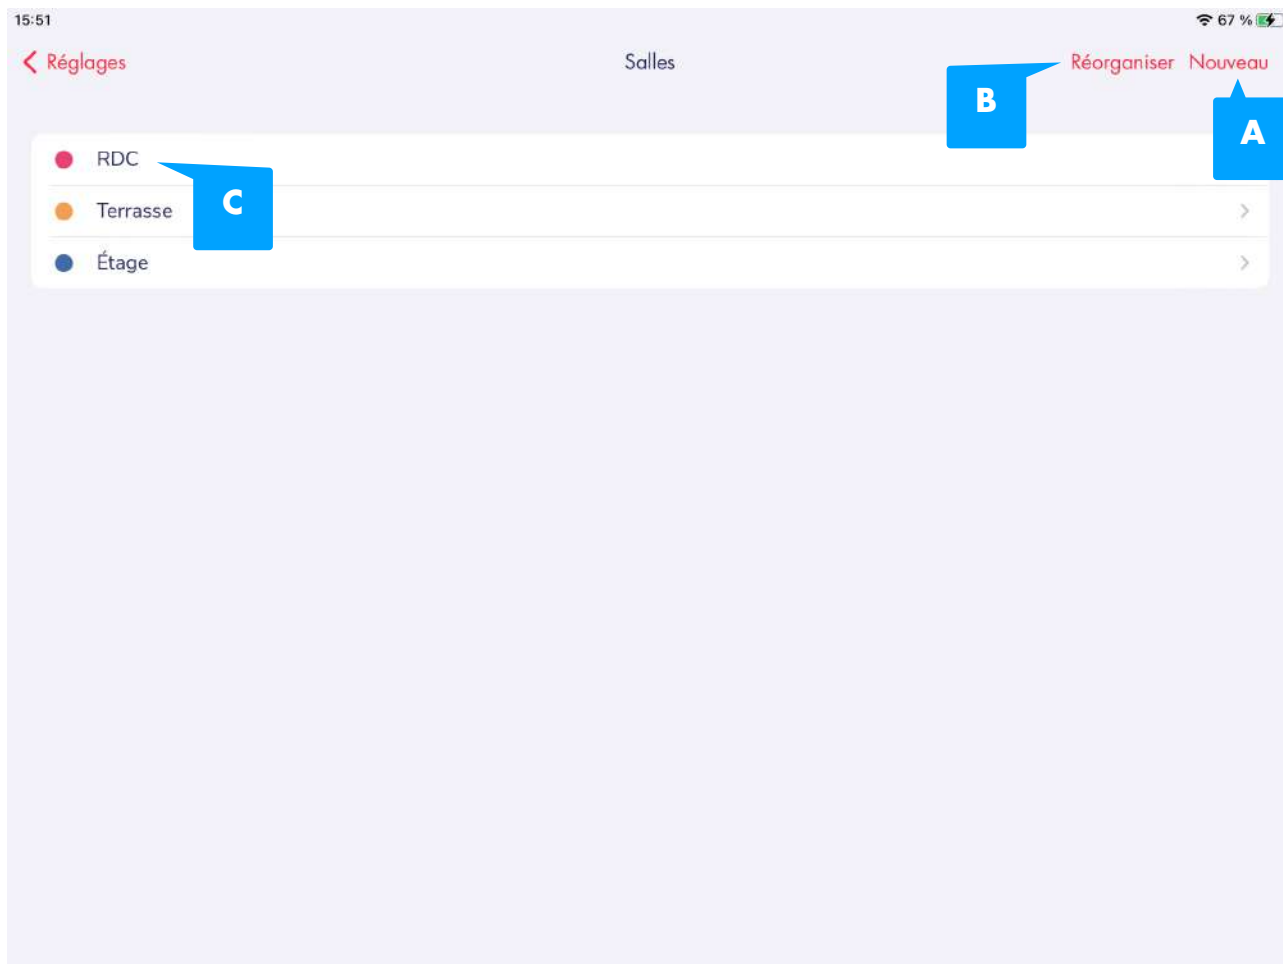 15:51 67 %
Réglages Salles Réorganiser Nouveau
B
A
RDC
C
Terrasse
Étage